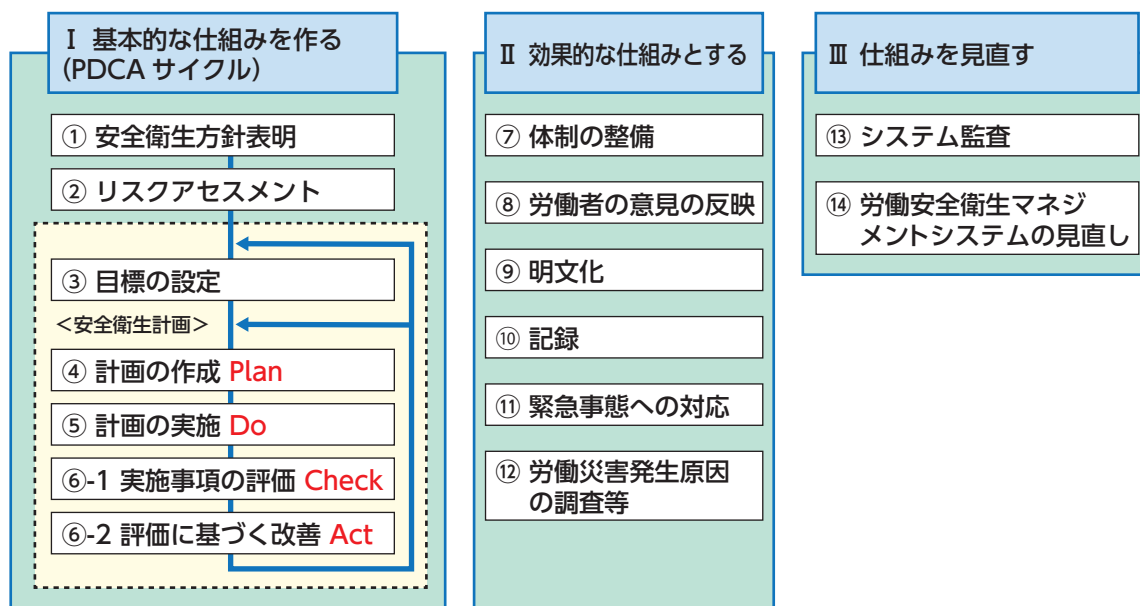 Ⅰ 基本的な仕組みを作る
(PDCA サイクル)
① 安全衛生方針表明
② リスクアセスメント
③ 目標の設定
＜安全衛生計画＞
④ 計画の作成 Plan
⑤ 計画の実施 Do
⑥-1 実施事項の評価 Check
⑥-2 評価に基づく改善 Act
Ⅱ 効果的な仕組みとする
⑦ 体制の整備
⑧ 労働者の意見の反映
⑨ 明文化
⑩ 記録
⑪ 緊急事態への対応
⑫ 労働災害発生原因
の調査等
Ⅲ 仕組みを見直す
⑬ システム監査
⑭ 労働安全衛生マネジ
メントシステムの見直し